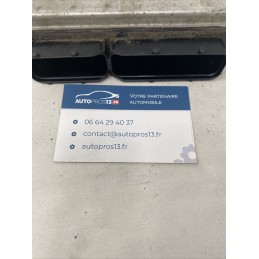 AUTOPROS13.FR
VOTRE PARTENAIRE
AUTOMOBILE
06 64 29 40 37
contact@autopros13.fr
autopros13.fr